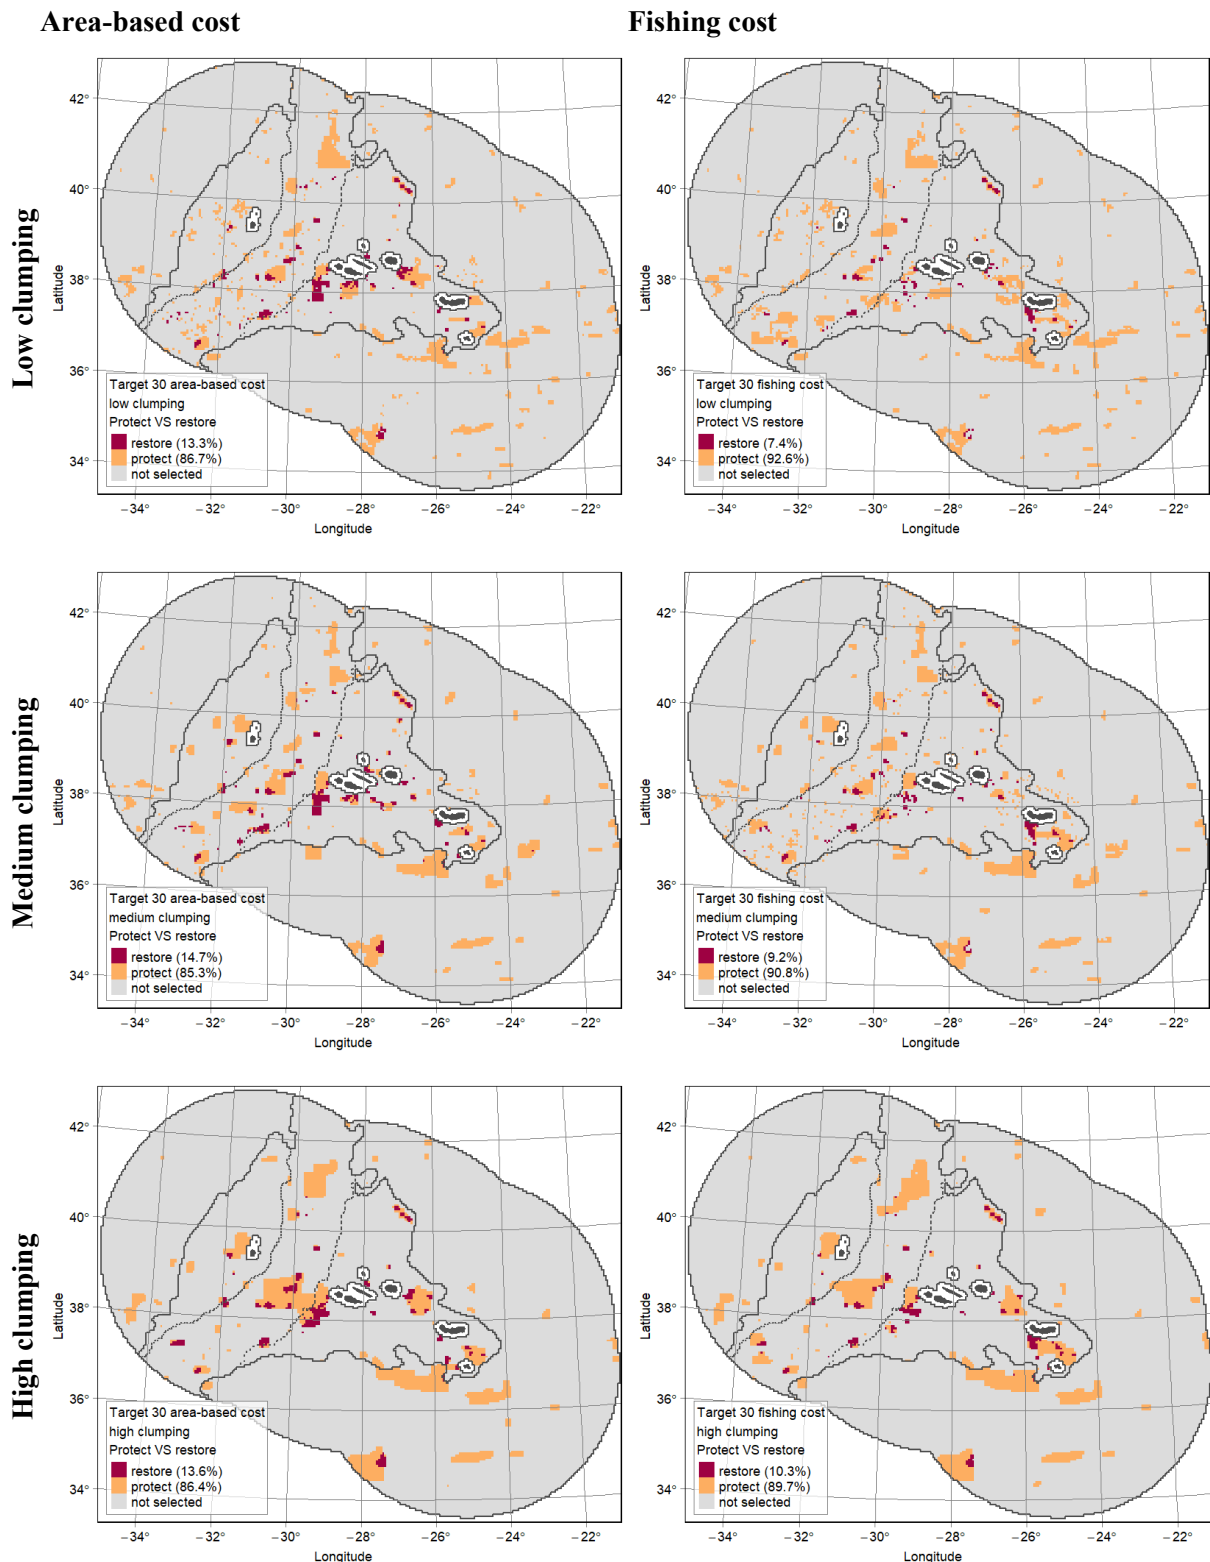 Area-based cost
Fishing cost
Low clumping
42°
40°
38°
36°
34°
Latitude
Target 30 area-based cost
low clumping
Protect VS restore
restore (13.3%)
protect (86.7%)
not selected
−34° −32° −30° −28° −26° −24° −22°
Longitude
42°
40°
38°
36°
34°
Latitude
Target 30 fishing cost
low clumping
Protect VS restore
restore (7.4%)
protect (92.6%)
not selected
−34° −32° −30° −28° −26° −24° −22°
Longitude
Medium clumping
42°
40°
38°
36°
34°
Latitude
Target 30 area-based cost
medium clumping
Protect VS restore
restore (14.7%)
protect (85.3%)
not selected
−34° −32° −30° −28° −26° −24° −22°
Longitude
42°
40°
38°
36°
34°
Latitude
Target 30 fishing cost
medium clumping
Protect VS restore
restore (9.2%)
protect (90.8%)
not selected
−34° −32° −30° −28° −26° −24° −22°
Longitude
High clumping
42°
40°
38°
36°
34°
Latitude
Target 30 area-based cost
high clumping
Protect VS restore
restore (13.6%)
protect (86.4%)
not selected
−34° −32° −30° −28° −26° −24° −22°
Longitude
42°
40°
38°
36°
34°
Latitude
Target 30 fishing cost
high clumping
Protect VS restore
restore (10.3%)
protect (89.7%)
not selected
−34° −32° −30° −28° −26° −24° −22°
Longitude